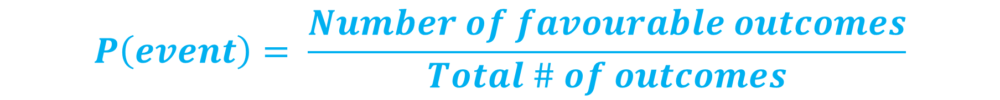 P(event) = Number of favourable outcomes
Total # of outcomes